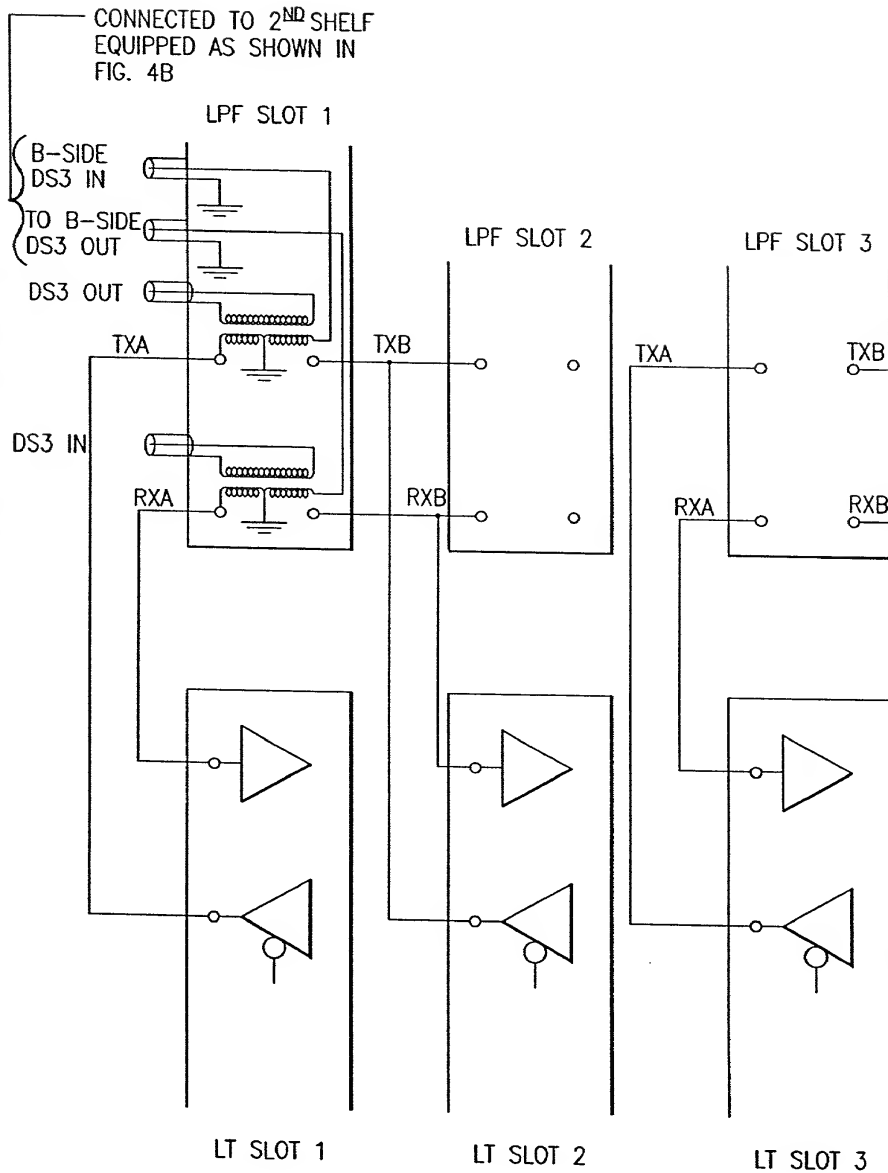 CONNECTED TO 2ND SHELF
EQUIPPED AS SHOWN IN
FIG. 4B
LPF SLOT 1
B-SIDE
DS3 IN
TO B-SIDE
DS3 OUT
LPF SLOT 2
LPF SLOT 3
DS3 OUT
TXA
TXB
TXA
TXB
DS3 IN
RXA
RXB
RXA
RXB
LT SLOT 1
LT SLOT 2
LT SLOT 3